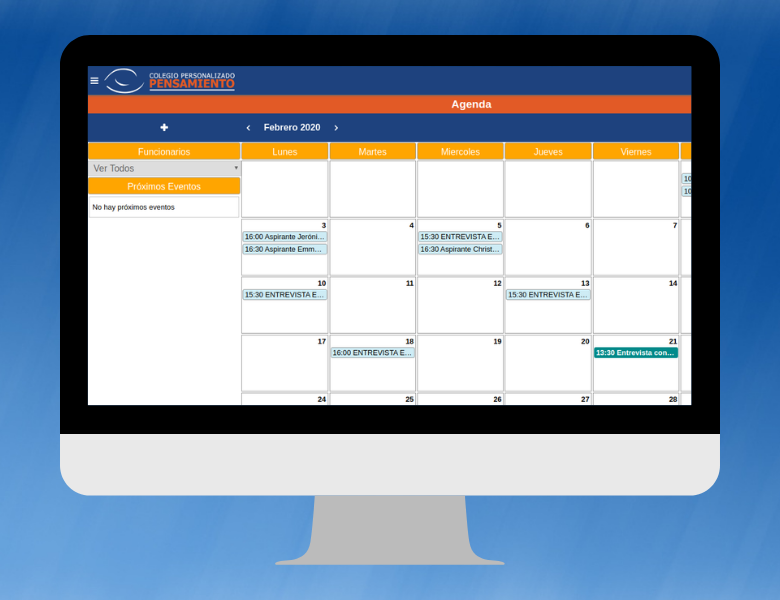 COLEGIO PERSONALIZADO
PENSAMIENTO
Agenda
Febrero 2020
Funcionarios
Lunes Martes Miercoles Jueves Viernes
Ver Todos
Próximos Eventos
No hay próximos eventos
10
10
3 4 5 6 7
16:00 Aspirante Jeróni... 15:30 ENTREVISTA E...
16:30 Aspirante Emm... 16:30 Aspirante Christ...
10 11 12 13 14
15:30 ENTREVISTA E... 15:30 ENTREVISTA E...
17 18 19 20 21
16:00 ENTREVISTA E... 13:30 Entrevista con...
24 25 26 27 28